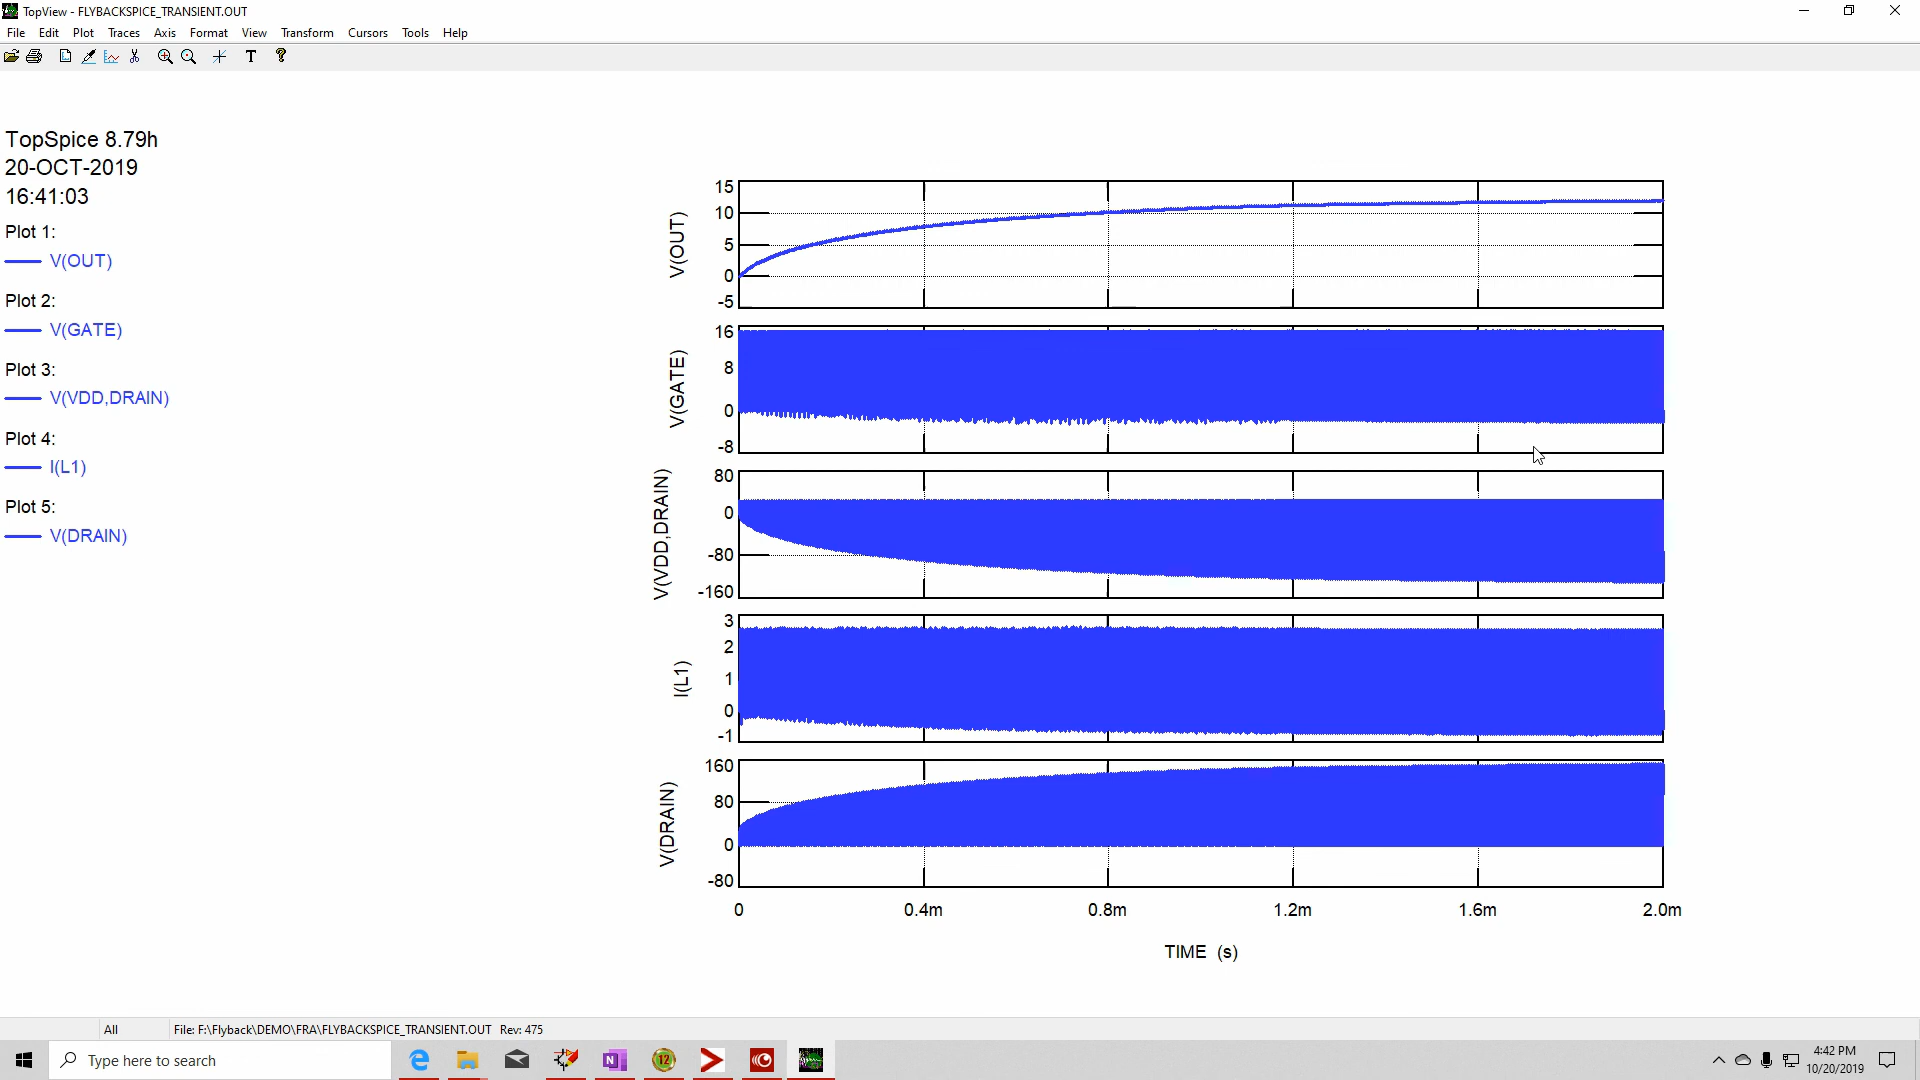 TopView - FLYBACKSPICE_TRANSIENT.OUT
File Edit Plot Traces Axis Format View Transform Cursors Tools Help
T ?
TopSpice 8.79h
20-OCT-2019
16:41:03
Plot 1:
V(OUT)
Plot 2:
V(GATE)
Plot 3:
V(VDD,DRAIN)
Plot 4:
I(L1)
Plot 5:
V(DRAIN)
V(OUT)
15
10
5
0
-5
V(GATE)
16
8
0
-8
V(VDD,DRAIN)
80
0
-80
-160
I(L1)
3
2
1
0
-1
V(DRAIN)
160
80
0
-80
0 0.4m 0.8m 1.2m 1.6m 2.0m
TIME (s)
All File: F:\Flyback\DEMO\FRA\FLYBACKSPICE_TRANSIENT.OUT Rev: 475
Type here to search
N
12
4:42 PM
10/20/2019